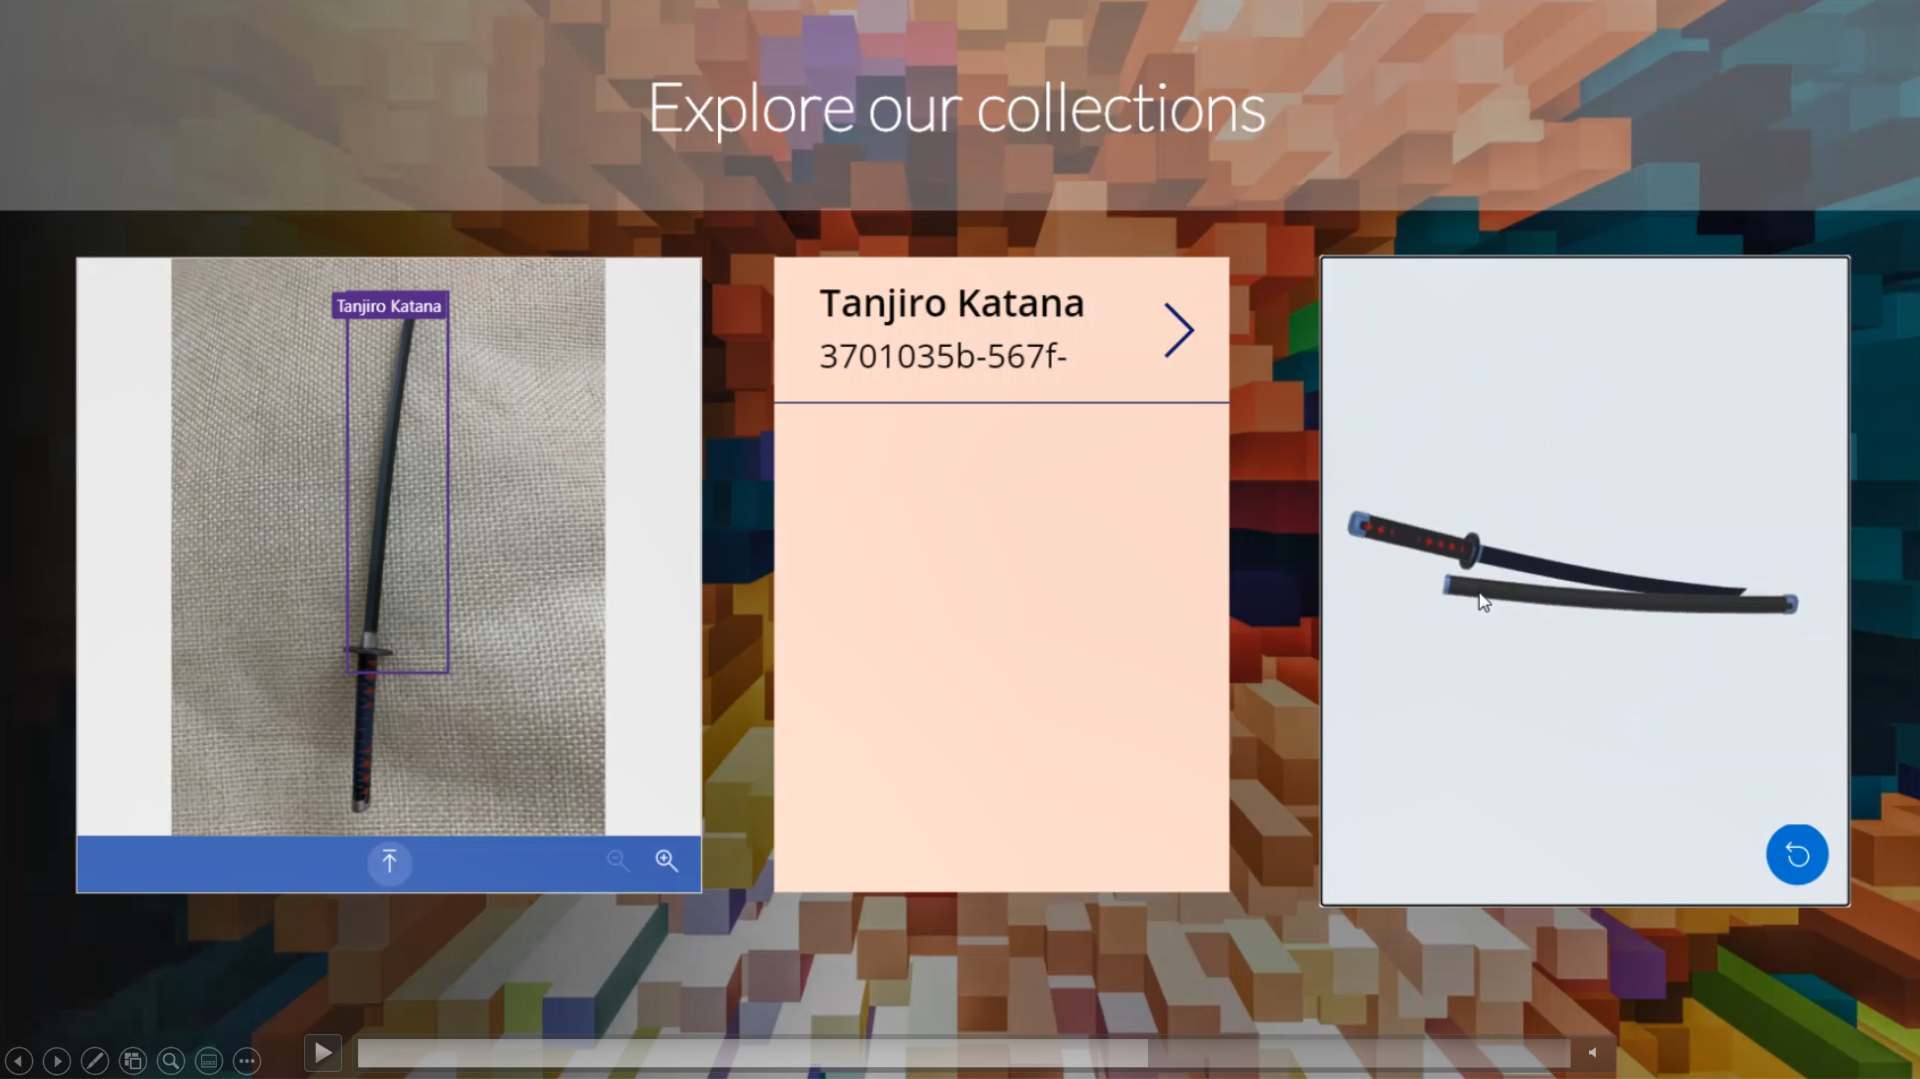 Explore our collections
Tanjiro Katana
Tanjiro Katana
3701035b-567f-